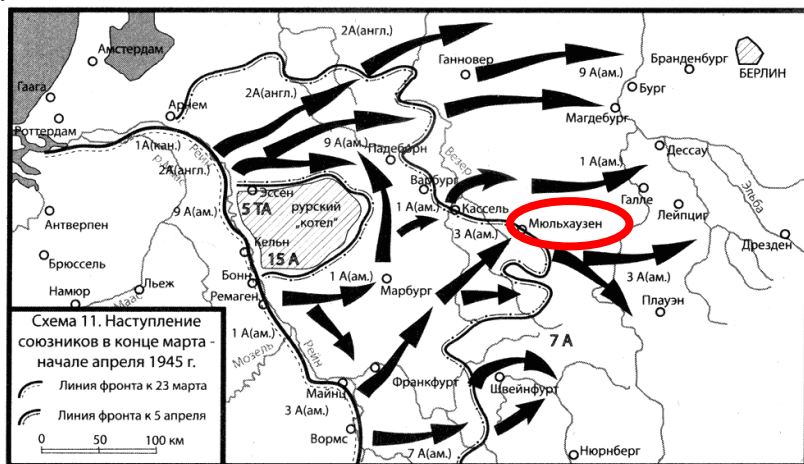 Амстердам
2А(англ.)
Ганновер
Бранденбург
9 А(ам.)
БЕРЛИН
Гаага
2А(англ.)
Бург
Арнем
Магдебург
Роттердам
1А(кан.)
Рейн
9 А(ам.)
Падеборн
Везер
1 А(ам.)
Дессау
2А(англ.)
Эссен
Варбург
Эльба
5 ТА
рурский
„котел"
1 А(ам.)
Кассель
Галле
Лейпциг
Антверпен
9 А(ам.)
3 А(ам.)
Мюльхаузен
Дрезден
Кельн
15 А
Брюссель
Бонн
1 А(ам.)
Марбург
3 А(ам.)
Намюр
Маас
Льеж
Ремаген
Плауэн
Схема 11. Наступление
союзников в конце марта -
начале апреля 1945 г.
Линия фронта к 23 марта
Линия фронта к 5 апреля
0 50 100 км
1 А(ам.)
Мозель
Рейн
7 А
Майнц
Франкфурт
Швейнфурт
3 А(ам.)
Вормс
7 А(ам.)
Нюрнберг